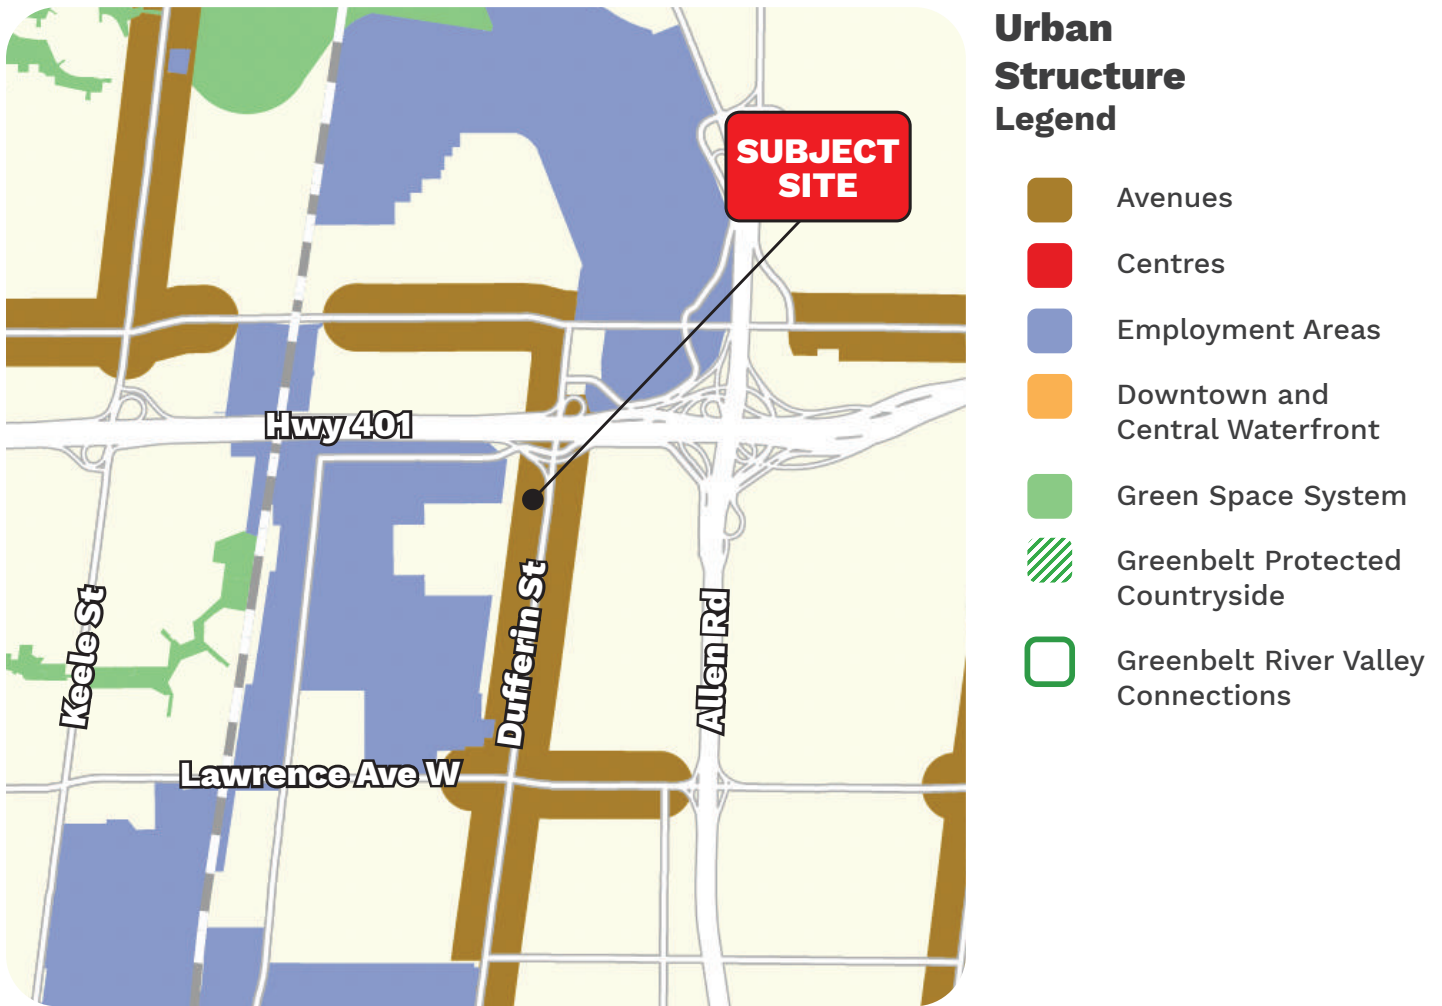 SUBJECT
SITE
Hwy 401
Keele St
Dufferin St
Allen Rd
Lawrence Ave W
Urban
Structure
Legend
Avenues
Centres
Employment Areas
Downtown and
Central Waterfront
Green Space System
Greenbelt Protected
Countryside
Greenbelt River Valley
Connections